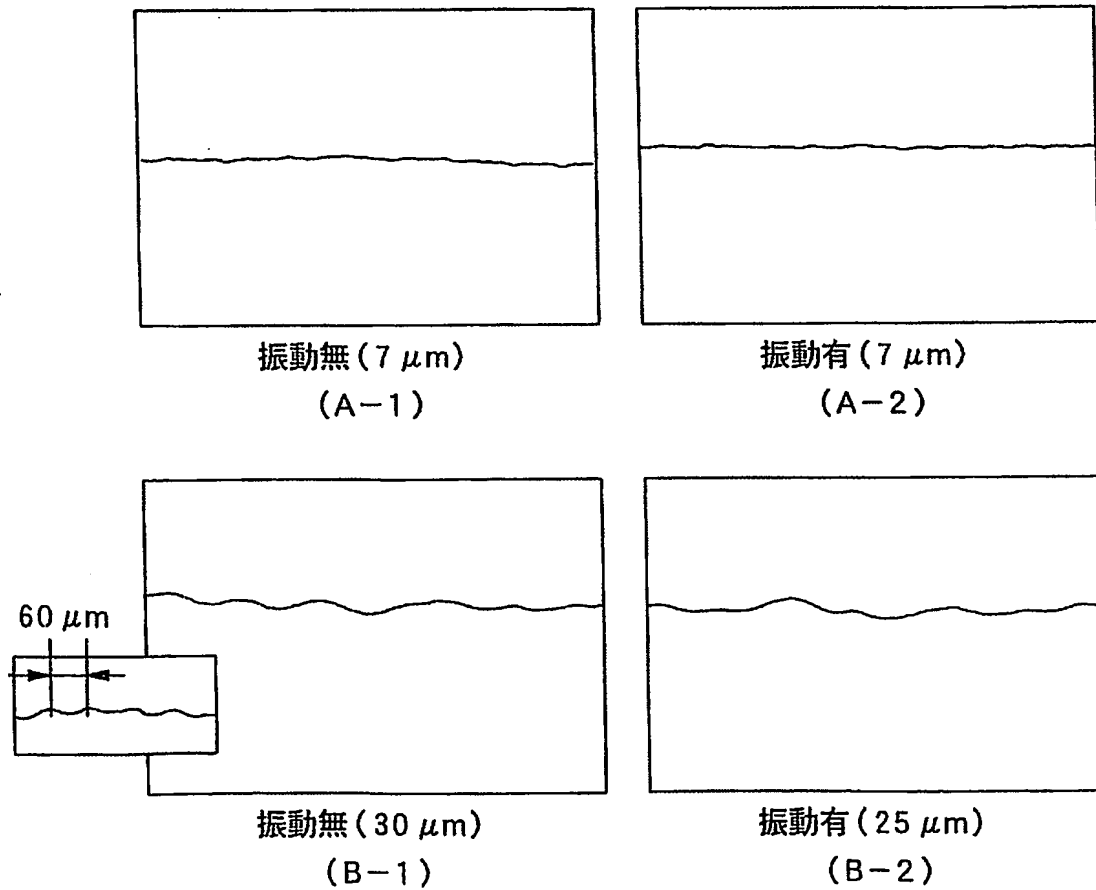 振動無(7 μm)
(A-1)
振動有(7 μm)
(A-2)
60 μm
振動無(30 μm)
(B-1)
振動有(25 μm)
(B-2)